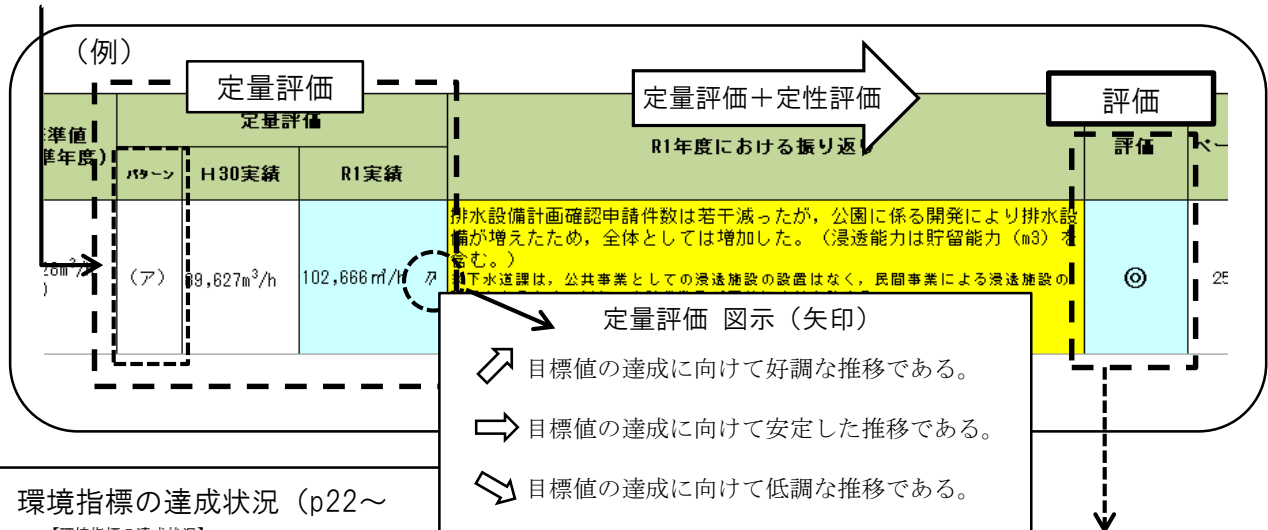 （例）
定量評価
定量評価＋定性評価
評価
定量評価
準値
準年度)
パターン
H30実績
R1実績
R1年度における振り返り
評価
ペー
（ア）
89,627m³/h
102,666㎥/h
排水設備計画確認申請件数は若干減ったが，公園に係る開発により排水設
備が増えたため，全体としては増加した。（浸透能力は貯留能力（m3）を
含む。）
下水道課は，公共事業としての浸透施設の設置はなく，民間事業による浸透施設の
◎
25
定量評価 図示（矢印）
目標値の達成に向けて好調な推移である。
目標値の達成に向けて安定した推移である。
目標値の達成に向けて低調な推移である。
環境指標の達成状況（p22～